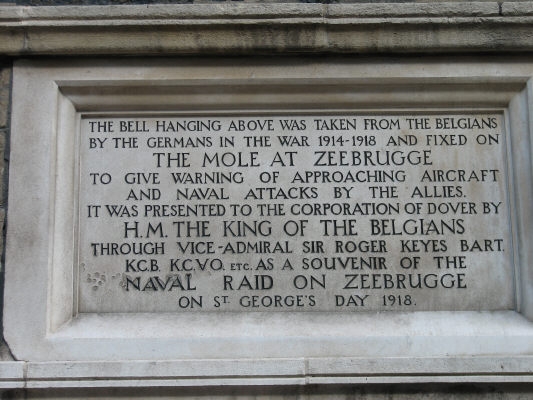 THE BELL HANGING ABOVE WAS TAKEN FROM THE BELGIANS
BY THE GERMANS IN THE WAR 1914-1918 AND FIXED ON
THE MOLE AT ZEEBRUGGE
TO GIVE WARNING OF APPROACHING AIRCRAFT
AND NAVAL ATTACKS BY THE ALLIES.
IT WAS PRESENTED TO THE CORPORATION OF DOVER BY
H.M. THE KING OF THE BELGIANS
THROUGH VICE-ADMIRAL SIR ROGER KEYES BART.
K.C.B. K.C.V.O. ETC. AS A SOUVENIR OF THE
NAVAL RAID ON ZEEBRUGGE
ON ST. GEORGE'S DAY 1918.